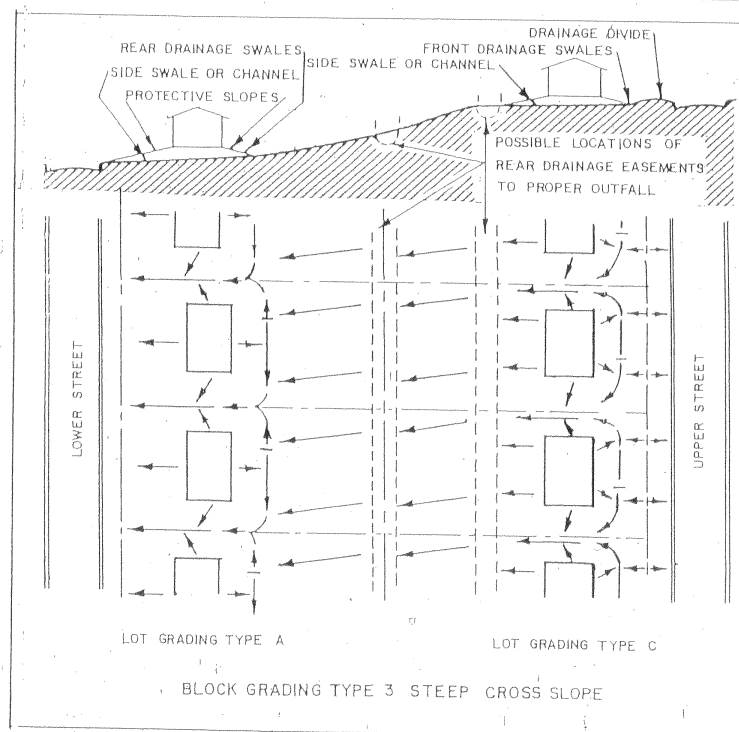 DRAINAGE DIVIDE
REAR DRAINAGE SWALES
FRONT DRAINAGE SWALES
SIDE SWALE OR CHANNEL
SIDE SWALE OR CHANNEL
PROTECTIVE SLOPES
POSSIBLE LOCATIONS OF
REAR DRAINAGE EASEMENTS
TO PROPER OUTFALL
LOWER STREET
UPPER STREET
LOT GRADING TYPE A
LOT GRADING TYPE C
BLOCK GRADING TYPE 3 STEEP CROSS SLOPE